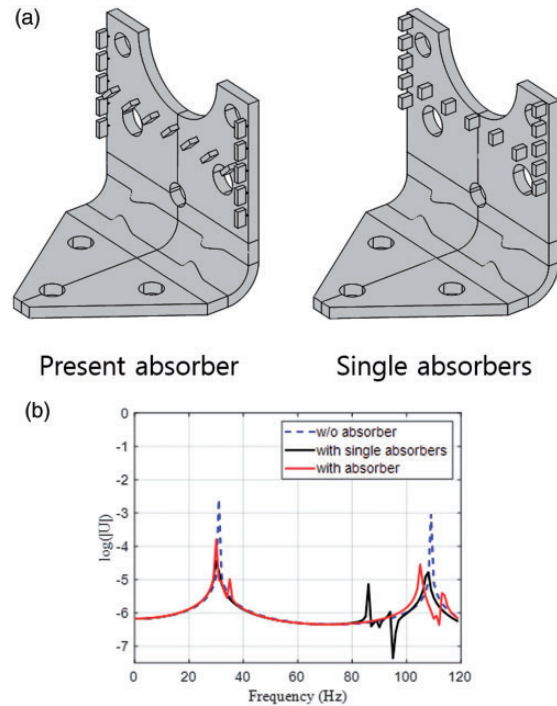 (a)
Present absorber
Single absorbers
(b)
0
-1
-2
-3
-4
-5
-6
-7
log(|U|)
w/o absorber
with single absorbers
with absorber
0 20 40 60 80 100 120
Frequency (Hz)